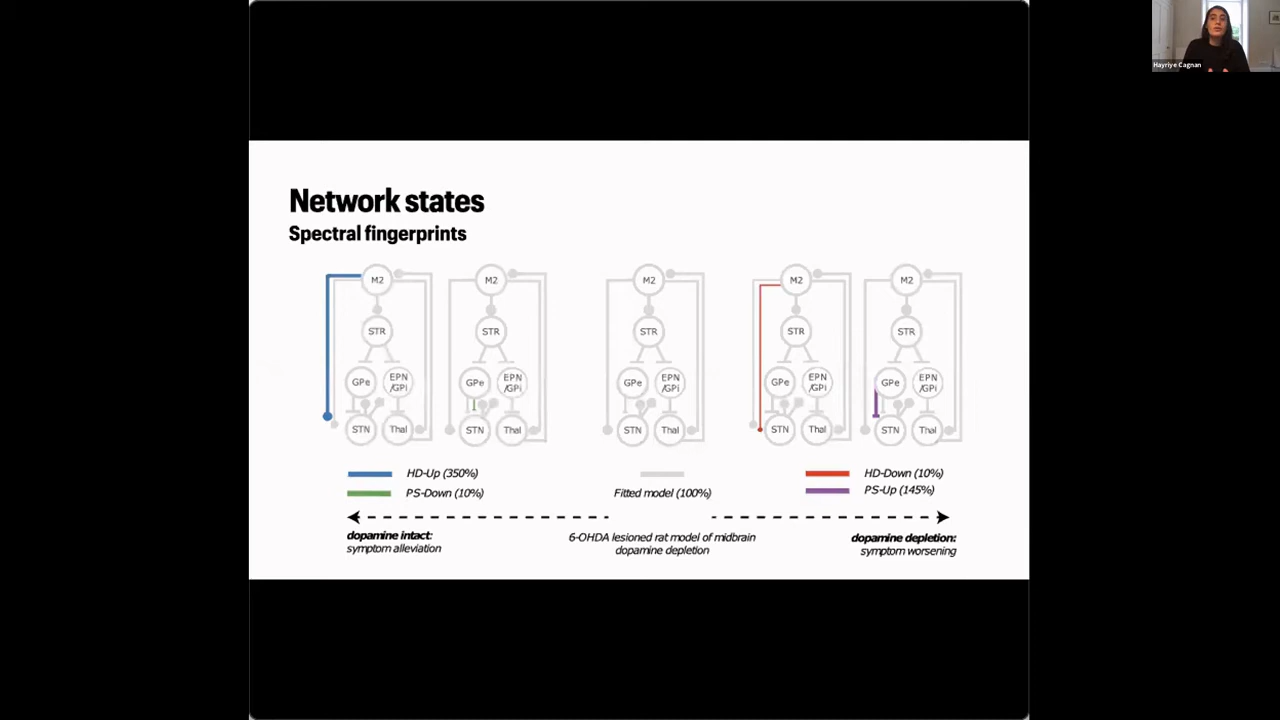 Hayriye Cagnan
Network states
Spectral fingerprints
M2 M2 M2 M2 M2
STR STR STR STR STR
GPe EPN /GPi GPe EPN /GPi GPe EPN /GPi GPe EPN /GPi GPe EPN /GPi
STN Thal STN Thal STN Thal STN Thal STN Thal
HD-Up (350%)
PS-Down (10%)
Fitted model (100%)
HD-Down (10%)
PS-Up (145%)
dopamine intact:
symptom alleviation
6-OHDA lesioned rat model of midbrain
dopamine depletion
dopamine depletion:
symptom worsening